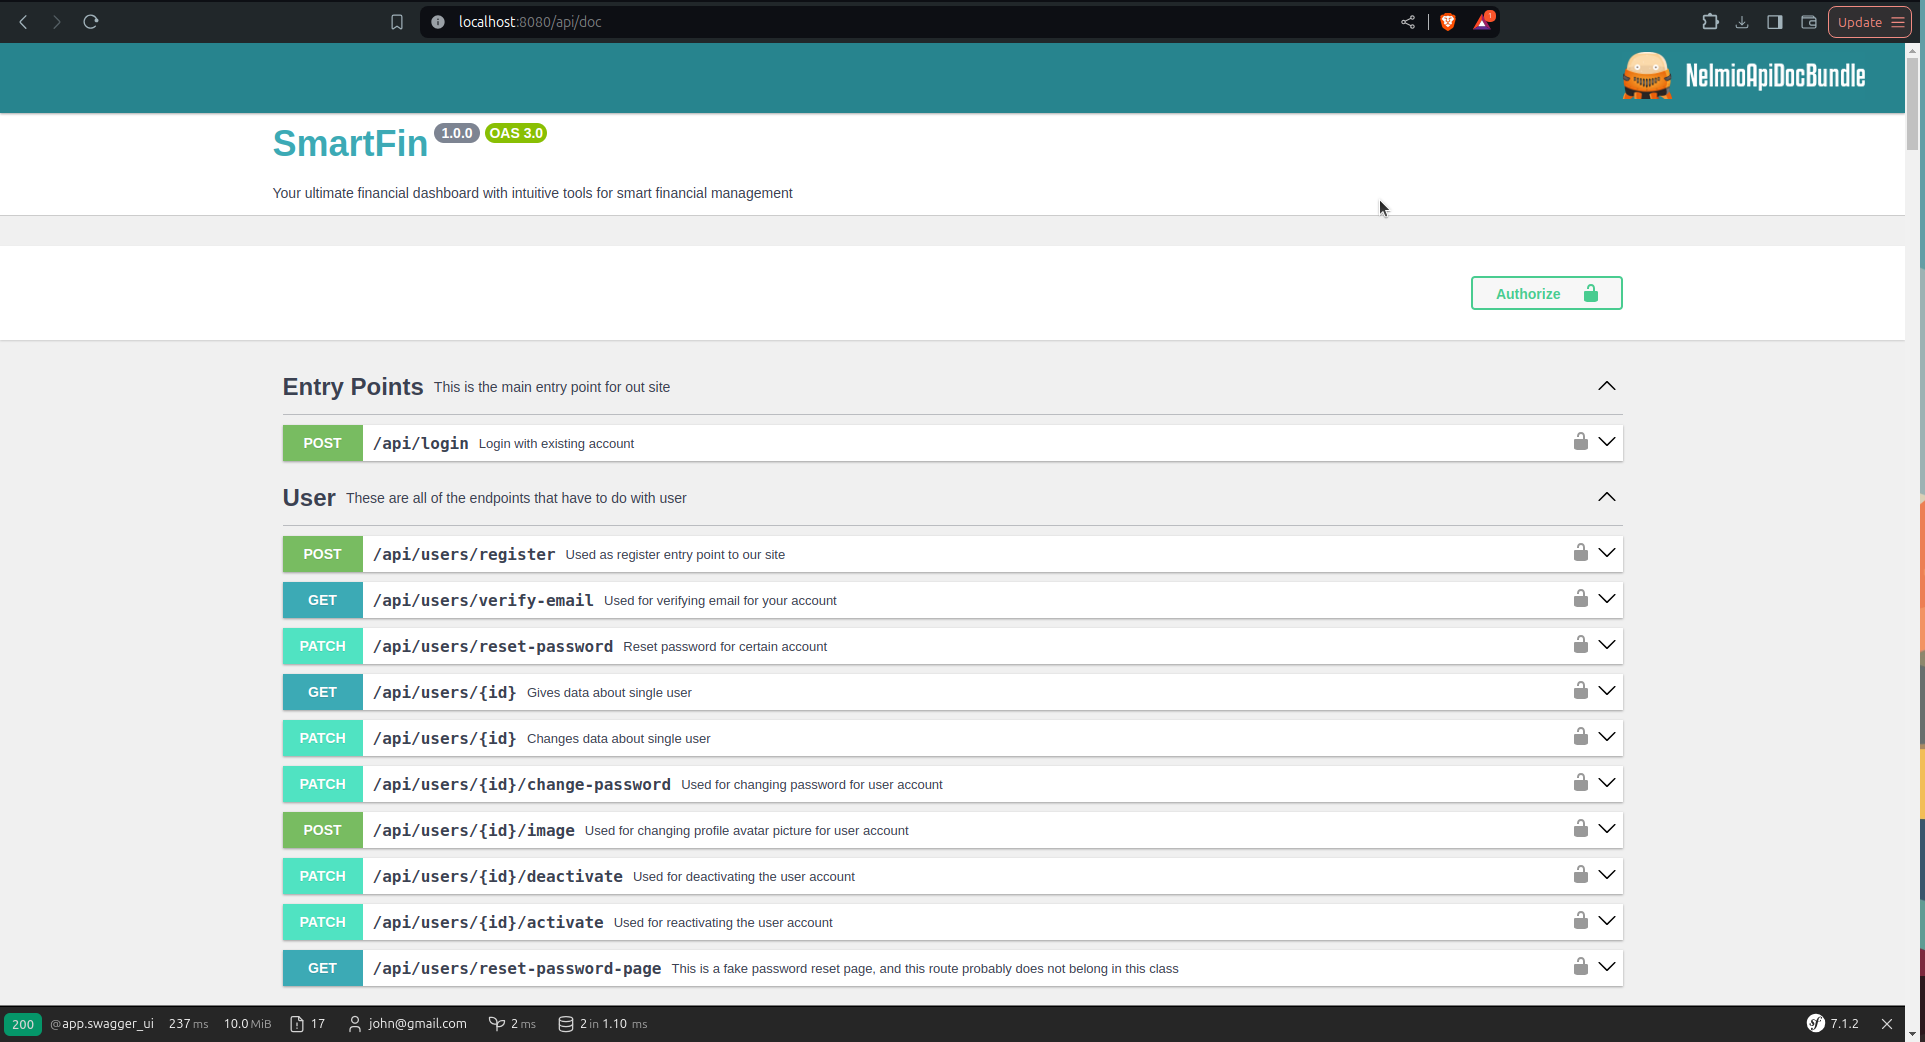 localhost:8080/api/doc
1
Update
NelmioApiDocBundle
SmartFin 1.0.0 OAS 3.0
Your ultimate financial dashboard with intuitive tools for smart financial management
Authorize
Entry Points This is the main entry point for out site
POST /api/login Login with existing account
User These are all of the endpoints that have to do with user
POST /api/users/register Used as register entry point to our site
GET /api/users/verify-email Used for verifying email for your account
PATCH /api/users/reset-password Reset password for certain account
GET /api/users/{id} Gives data about single user
PATCH /api/users/{id} Changes data about single user
PATCH /api/users/{id}/change-password Used for changing password for user account
POST /api/users/{id}/image Used for changing profile avatar picture for user account
PATCH /api/users/{id}/deactivate Used for deactivating the user account
PATCH /api/users/{id}/activate Used for reactivating the user account
GET /api/users/reset-password-page This is a fake password reset page, and this route probably does not belong in this class
200 @app.swagger_ui 237 ms 10.0 MiB 17 john@gmail.com 2 ms 2 in 1.10 ms sf 7.1.2